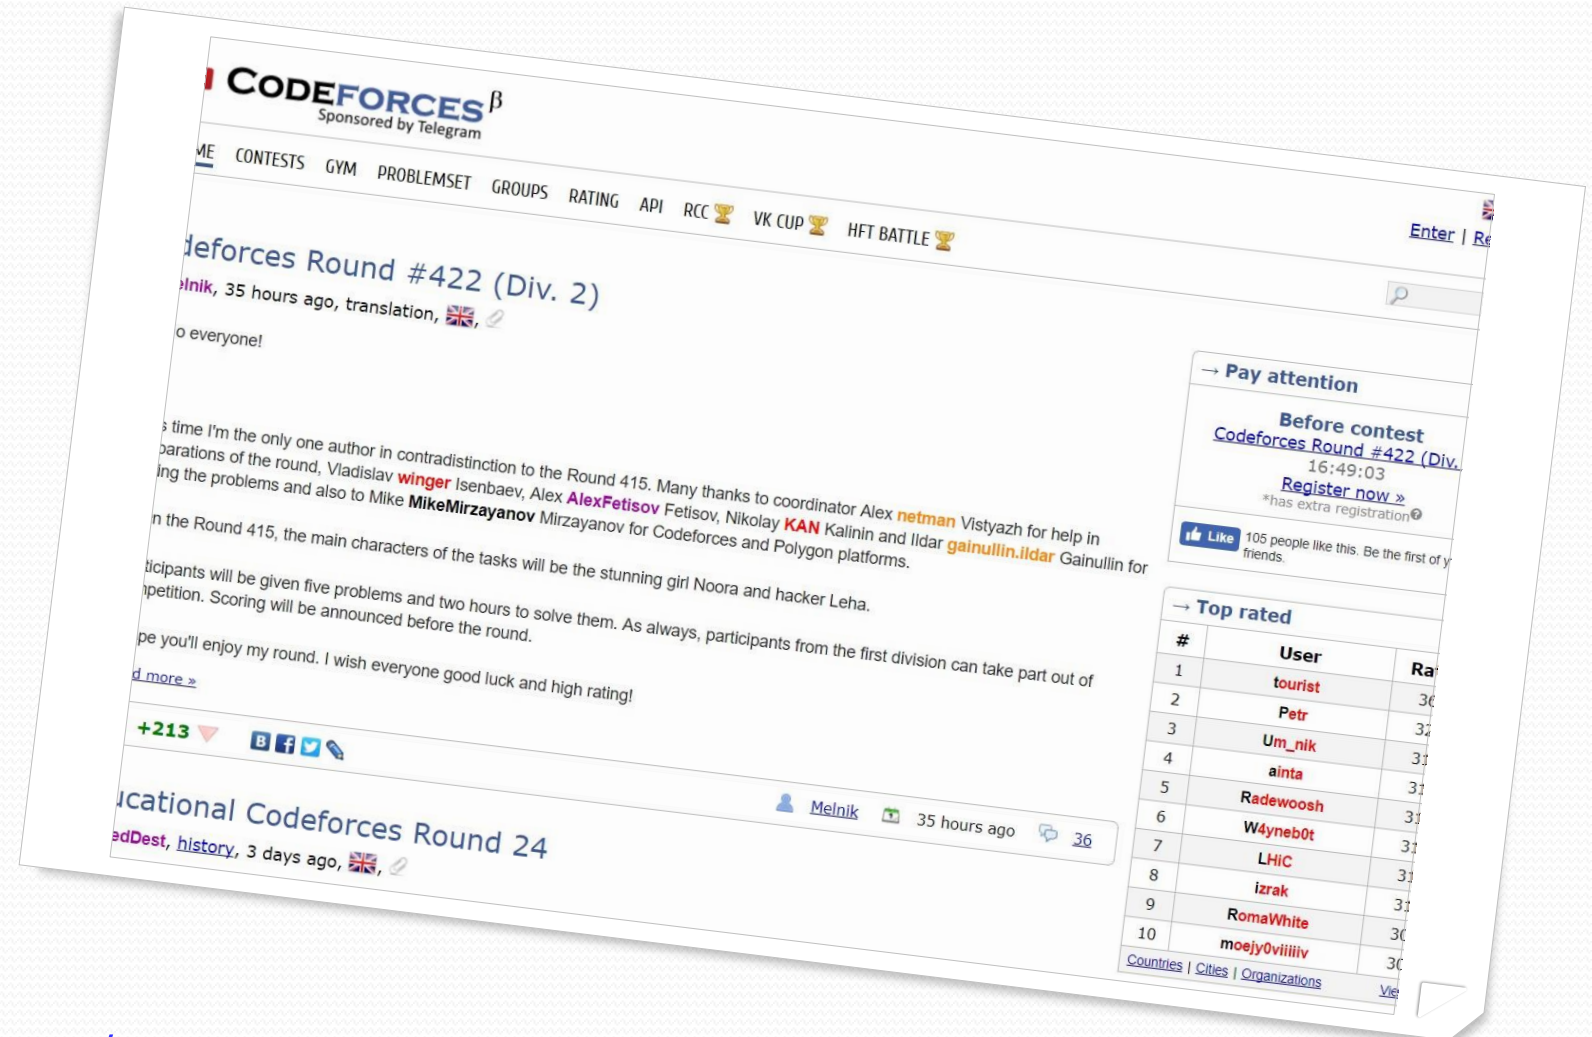 CODEFORCES β
Sponsored by Telegram
Enter |
CONTESTS GYM PROBLEMSET GROUPS RATING API RCC VK CUP HFT BATTLE
Round #422 (Div. 2)
35 hours ago, translation,
everyone!
time I'm the only one author in contradistinction to the Round 415. Many thanks to coordinator Alex netman Vistyazh for help in
of the round, Vladislav winger Isenbaev, Alex AlexFetisov Fetisov, Nikolay KAN Kalinin and Ildar gainullin.ildar Gainullin for
the problems and also to Mike MikeMirzayanov Mirzayanov for Codeforces and Polygon platforms.
the Round 415, the main characters of the tasks will be the stunning girl Noora and hacker Leha.
will be given five problems and two hours to solve them. As always, participants from the first division can take part out of
Scoring will be announced before the round.
you'll enjoy my round. I wish everyone good luck and high rating!
more »
+213
Melnik 35 hours ago 36
Codeforces Round 24
history, 3 days ago,
→ Pay attention
Before contest
Codeforces Round #422 (Div.
16:49:03
Register now »
*has extra registration
Like 105 people like this. Be the first of
friends.
→ Top rated
# User
1 tourist
2 Petr
3 Um_nik
4 ainta
5 Radewoosh
6 W4yneb0t
7 LHiC
8 izrak
9 RomaWhite
10 moejy0viiiiiv
Countries | Cities | Organizations